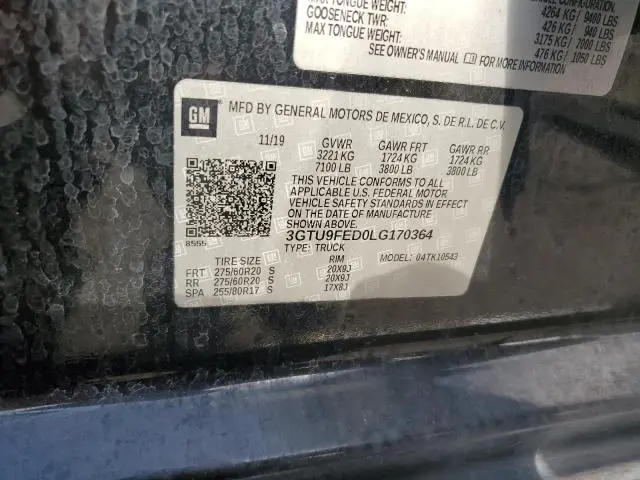 MAX TONGUE WEIGHT:
GOOSENECK TWR:
MAX TONGUE WEIGHT:
4264 KG / 9400 LBS
426 KG / 940 LBS
3175 KG / 7000 LBS
476 KG / 1050 LBS
SEE OWNER'S MANUAL FOR MORE INFORMATION
GM
MFD BY GENERAL MOTORS DE MEXICO, S. DE R.L. DE C.V.
11/19 GVWR GAWR FRT GAWR RR
3221 KG 1724 KG 1724 KG
7100 LB 3800 LB 3800 LB
THIS VEHICLE CONFORMS TO ALL
APPLICABLE U.S. FEDERAL MOTOR
VEHICLE SAFETY STANDARDS IN EFFECT
ON THE DATE OF MANUFACTURE
SHOWN ABOVE.
8555
3GTU9FED0LG170364
TYPE: TRUCK MODEL: 04TK10543
TIRE SIZE RIM
FRT 275/60R20 S 20X9J
RR 275/60R20 S 20X9J
SPA 255/80R17 S 17X8J